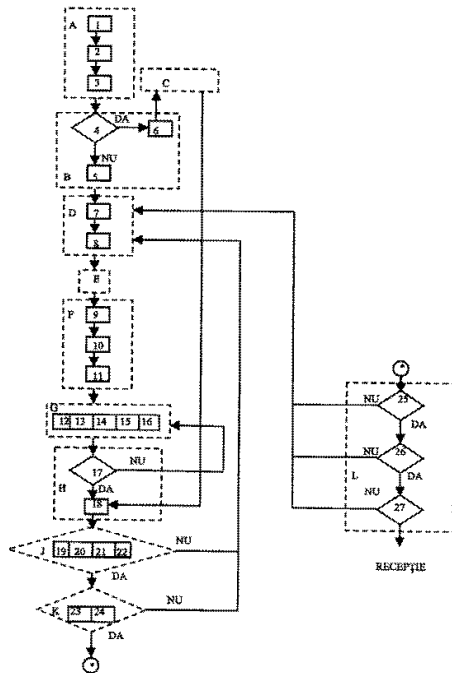 A 1
2
3
C
4 DA 6
NU
B 5
D 7
8
E
F 9
10
11
G
12 13 14 15 16
17 NU
H DA
18
J 19 20 21 22 NU
DA
K 23 24 NU
DA
NU 25
DA
NU 26
L DA
NU 27
RECEPȚIE